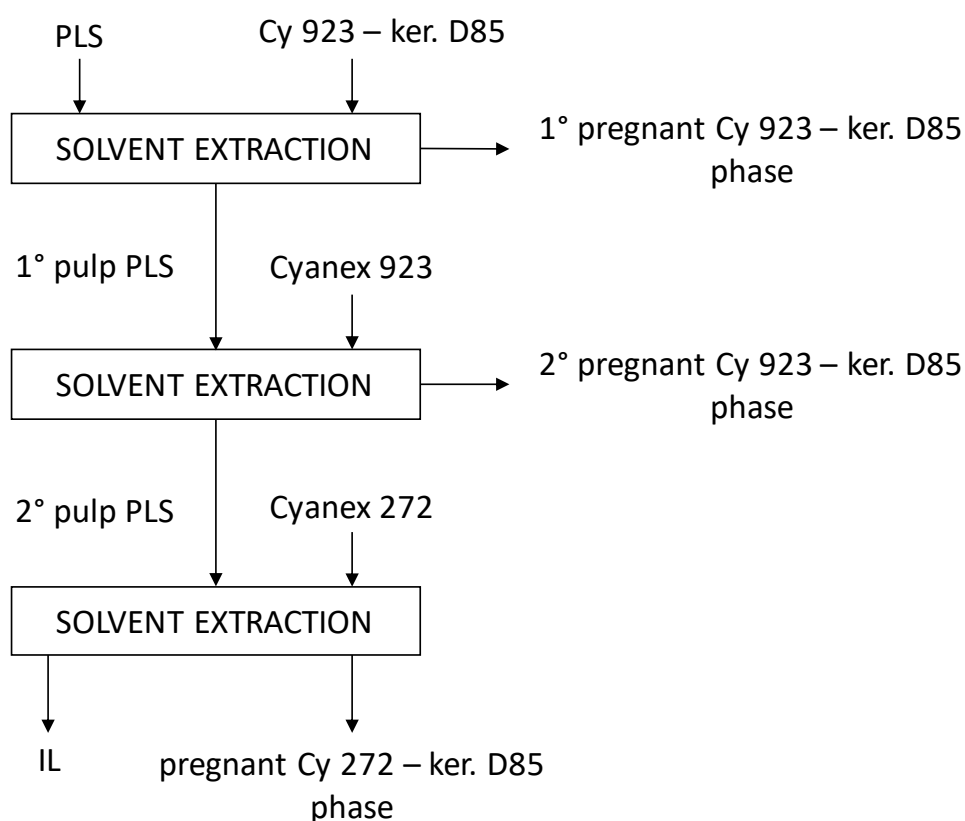 PLS
Cy 923 – ker. D85
SOLVENT EXTRACTION
1° pregnant Cy 923 – ker. D85
phase
1° pulp PLS
Cyanex 923
SOLVENT EXTRACTION
2° pregnant Cy 923 – ker. D85
phase
2° pulp PLS
Cyanex 272
SOLVENT EXTRACTION
IL
pregnant Cy 272 – ker. D85
phase